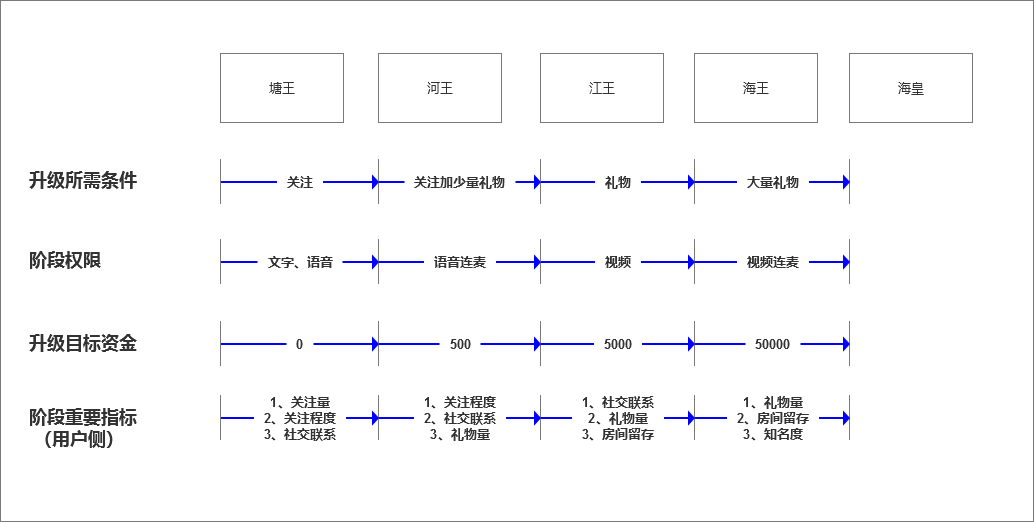 塘王 河王 江王 海王 海皇
升级所需条件 关注 关注加少量礼物 礼物 大量礼物
阶段权限 文字、语音 语音连麦 视频 视频连麦
升级目标资金 0 500 5000 50000
阶段重要指标
（用户侧）
1、关注量
2、关注程度
3、社交联系
1、关注程度
2、社交联系
3、礼物量
1、社交联系
2、礼物量
3、房间留存
1、礼物量
2、房间留存
3、知名度